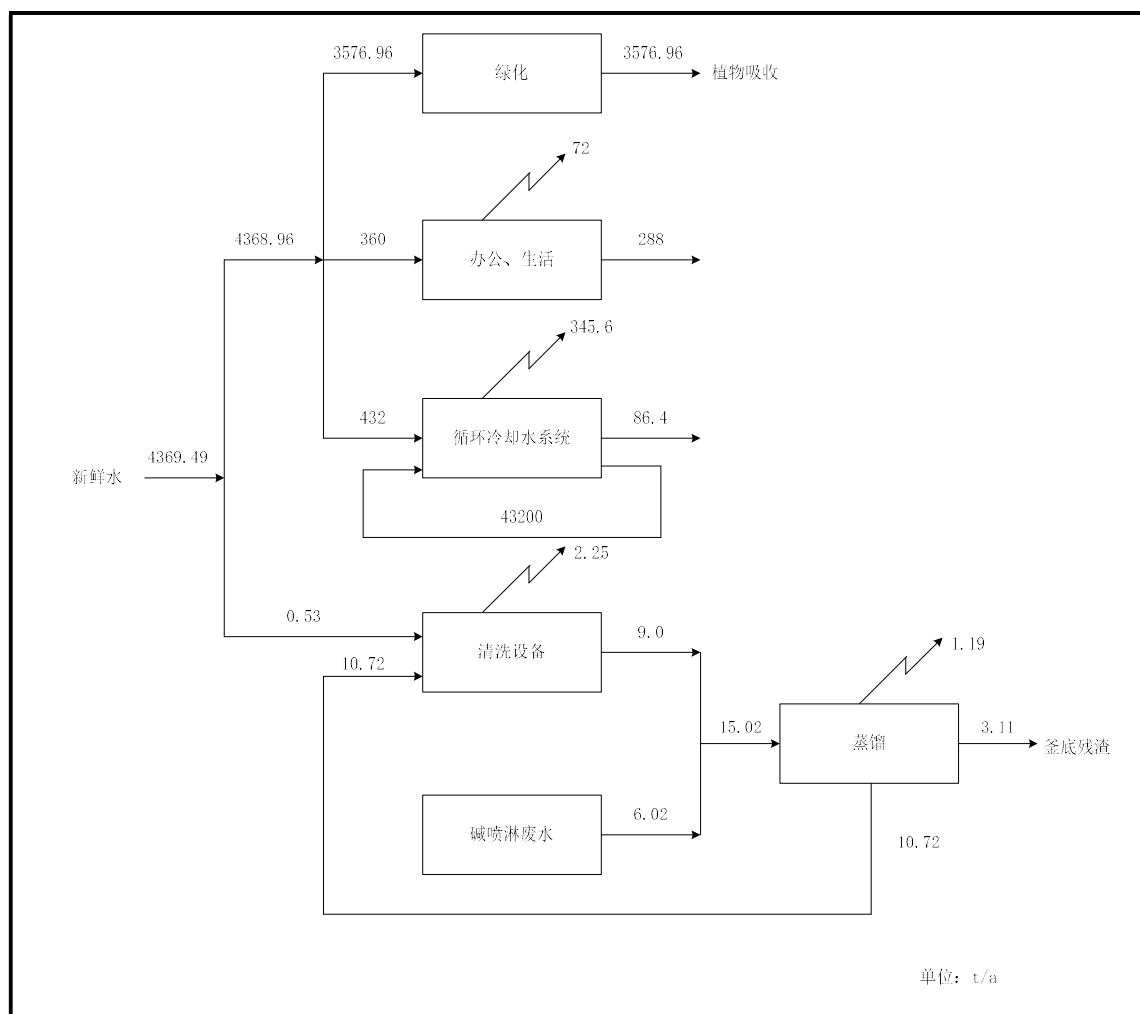 3576.96
绿化
3576.96
植物吸收
72
4368.96
360
办公、生活
288
345.6
432
循环冷却水系统
86.4
新鲜水
4369.49
43200
2.25
0.53
10.72
清洗设备
9.0
1.19
15.02
蒸馏
3.11
釜底残渣
碱喷淋废水
6.02
10.72
单位：t/a